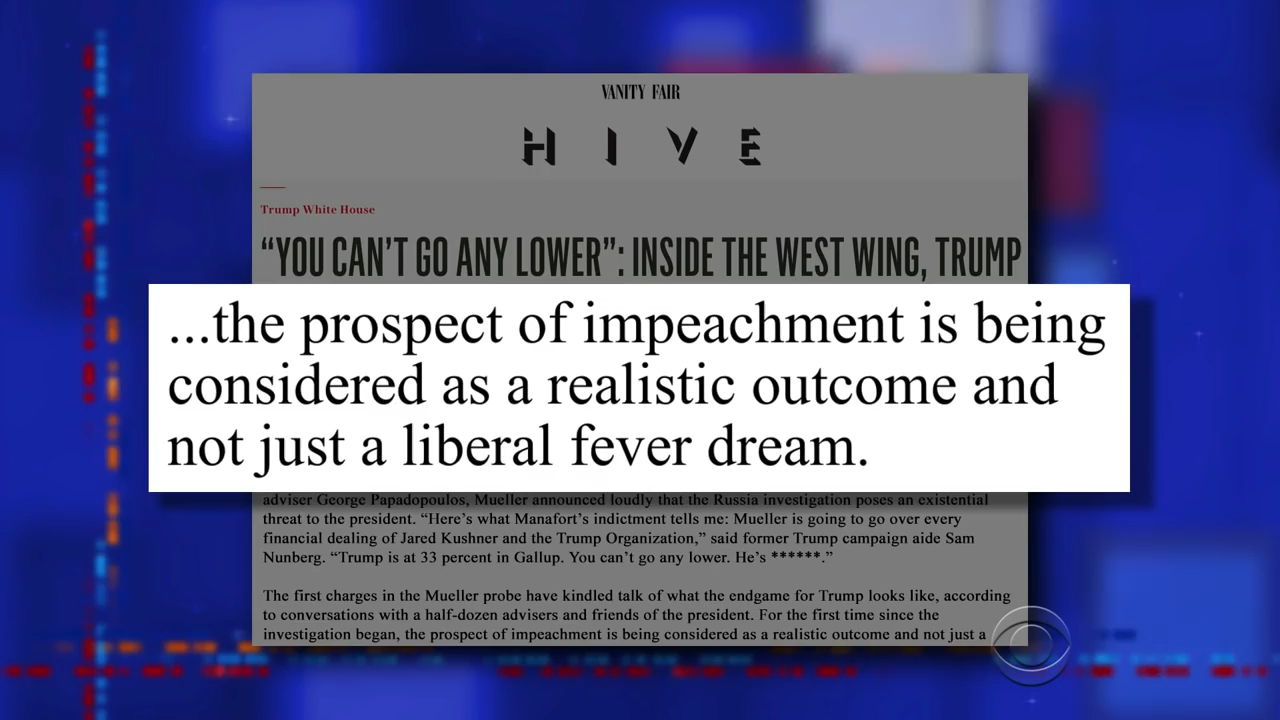 VANITY FAIR
HIVE
Trump White House
“YOU CAN’T GO ANY LOWER”: INSIDE THE WEST WING, TRUMP
...the prospect of impeachment is being
considered as a realistic outcome and
not just a liberal fever dream.
adviser George Papadopoulos, Mueller announced loudly that the Russia investigation poses an existential
threat to the president. “Here’s what Manafort’s indictment tells me: Mueller is going to go over every
financial dealing of Jared Kushner and the Trump Organization,” said former Trump campaign aide Sam
Nunberg. “Trump is at 33 percent in Gallup. You can’t go any lower. He’s ******.”
The first charges in the Mueller probe have kindled talk of what the endgame for Trump looks like, according
to conversations with a half-dozen advisers and friends of the president. For the first time since the
investigation began, the prospect of impeachment is being considered as a realistic outcome and not just a